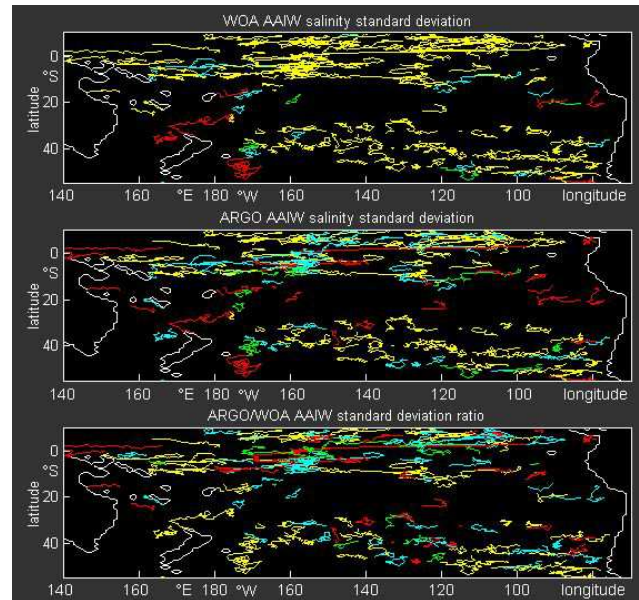 WOA AAIW salinity standard deviation
0
°S
20
40
latitude
140 160 °E 180 °W 160 140 120 100 longitude
ARGO AAIW salinity standard deviation
0
°S
20
40
latitude
140 160 °E 180 °W 160 140 120 100 longitude
ARGO/WOA AAIW standard deviation ratio
0
°S
20
40
latitude
140 160 °E 180 °W 160 140 120 100 longitude